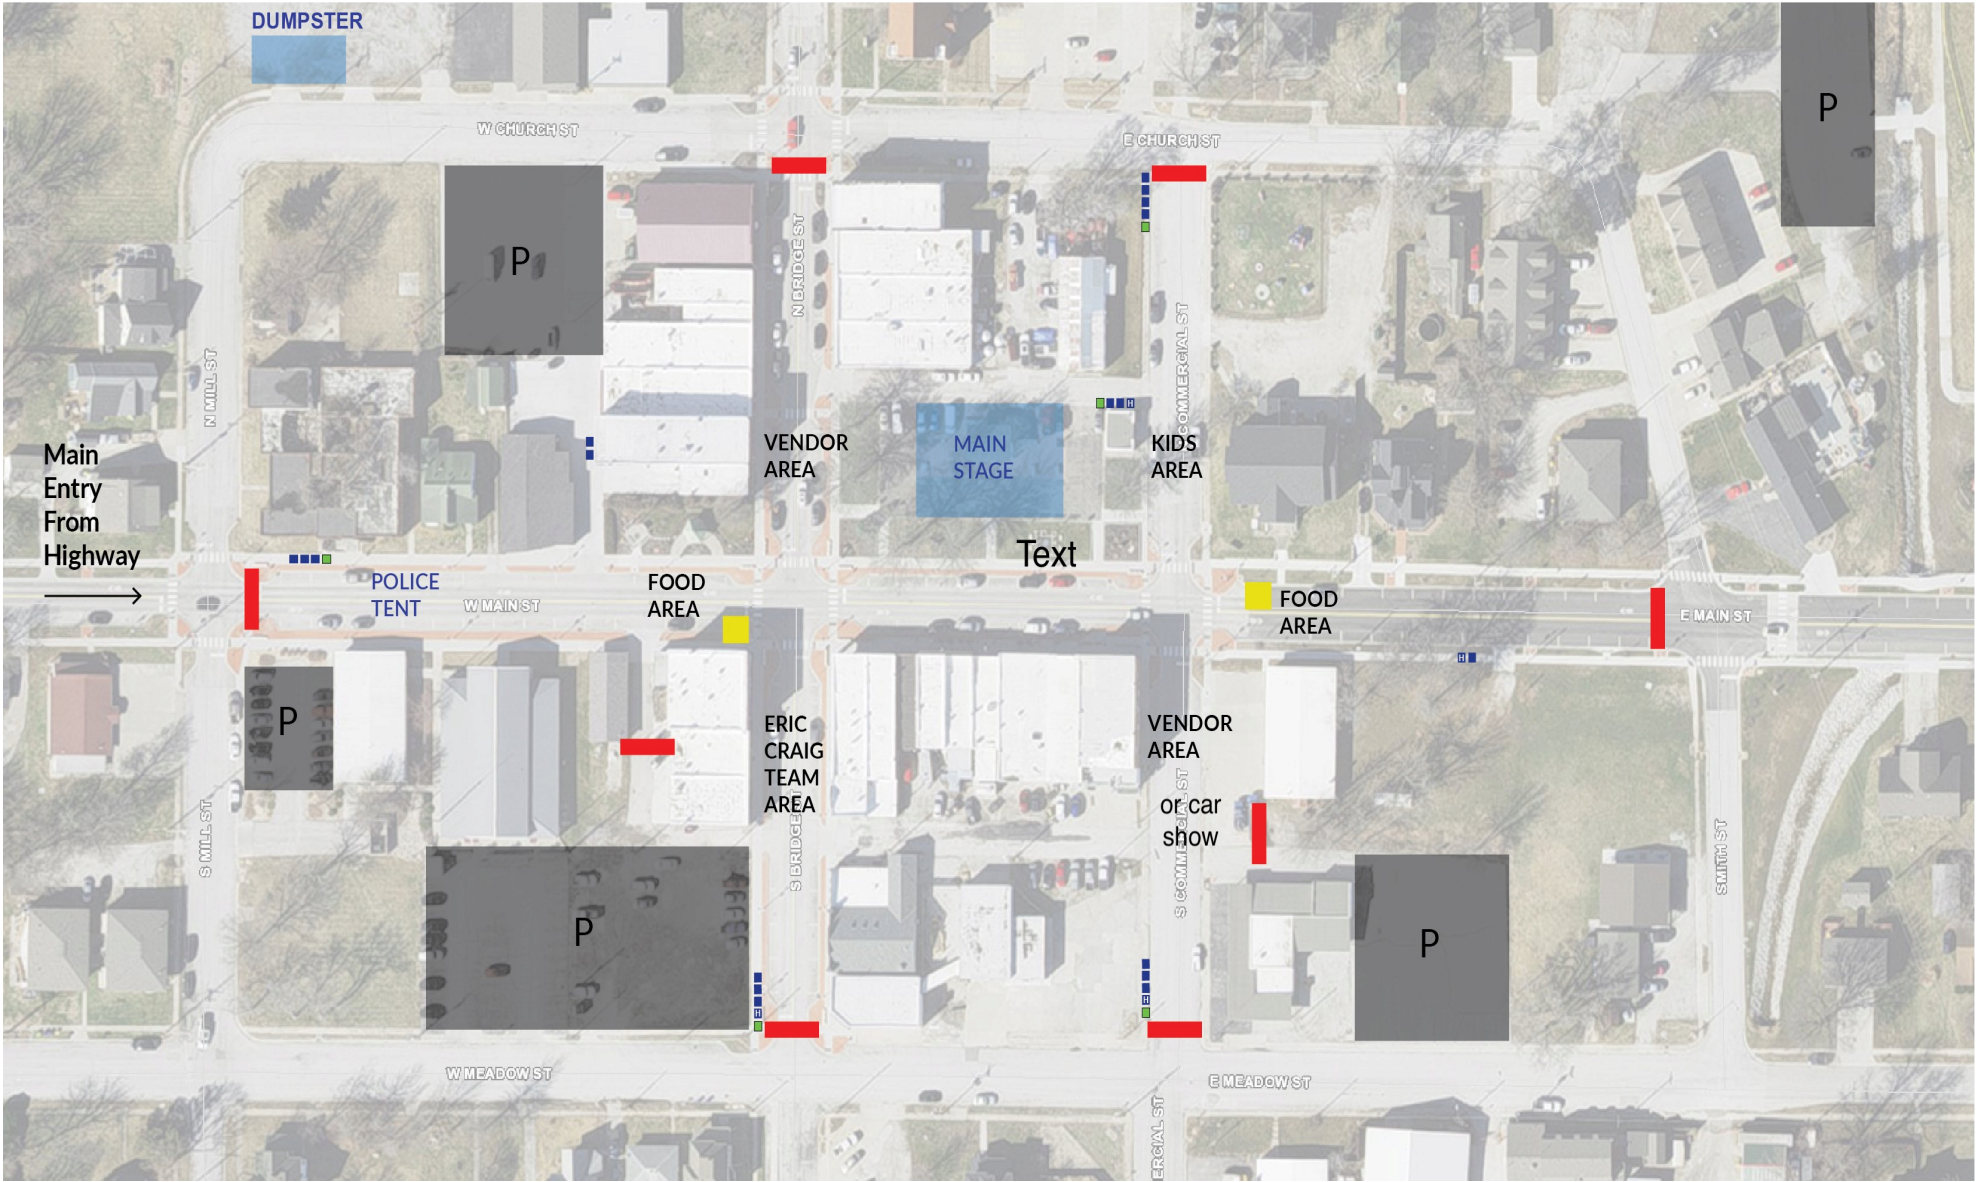 DUMPSTER
P
W CHURCH ST
E CHURCH ST
P
N BRIDGE ST
N MILL ST
COMMERCIAL ST
Main
Entry
From
Highway
VENDOR
AREA
MAIN
STAGE
H
KIDS
AREA
Text
POLICE
TENT
W MAIN ST
FOOD
AREA
FOOD
AREA
E MAIN ST
H
P
ERIC
CRAIG
TEAM
AREA
VENDOR
AREA
or car
show
S MILL ST
S BRIDGE
S COMMERCIAL ST
SMITH ST
P
P
H
H
W MEADOW ST
E MEADOW ST
ERCIAL ST